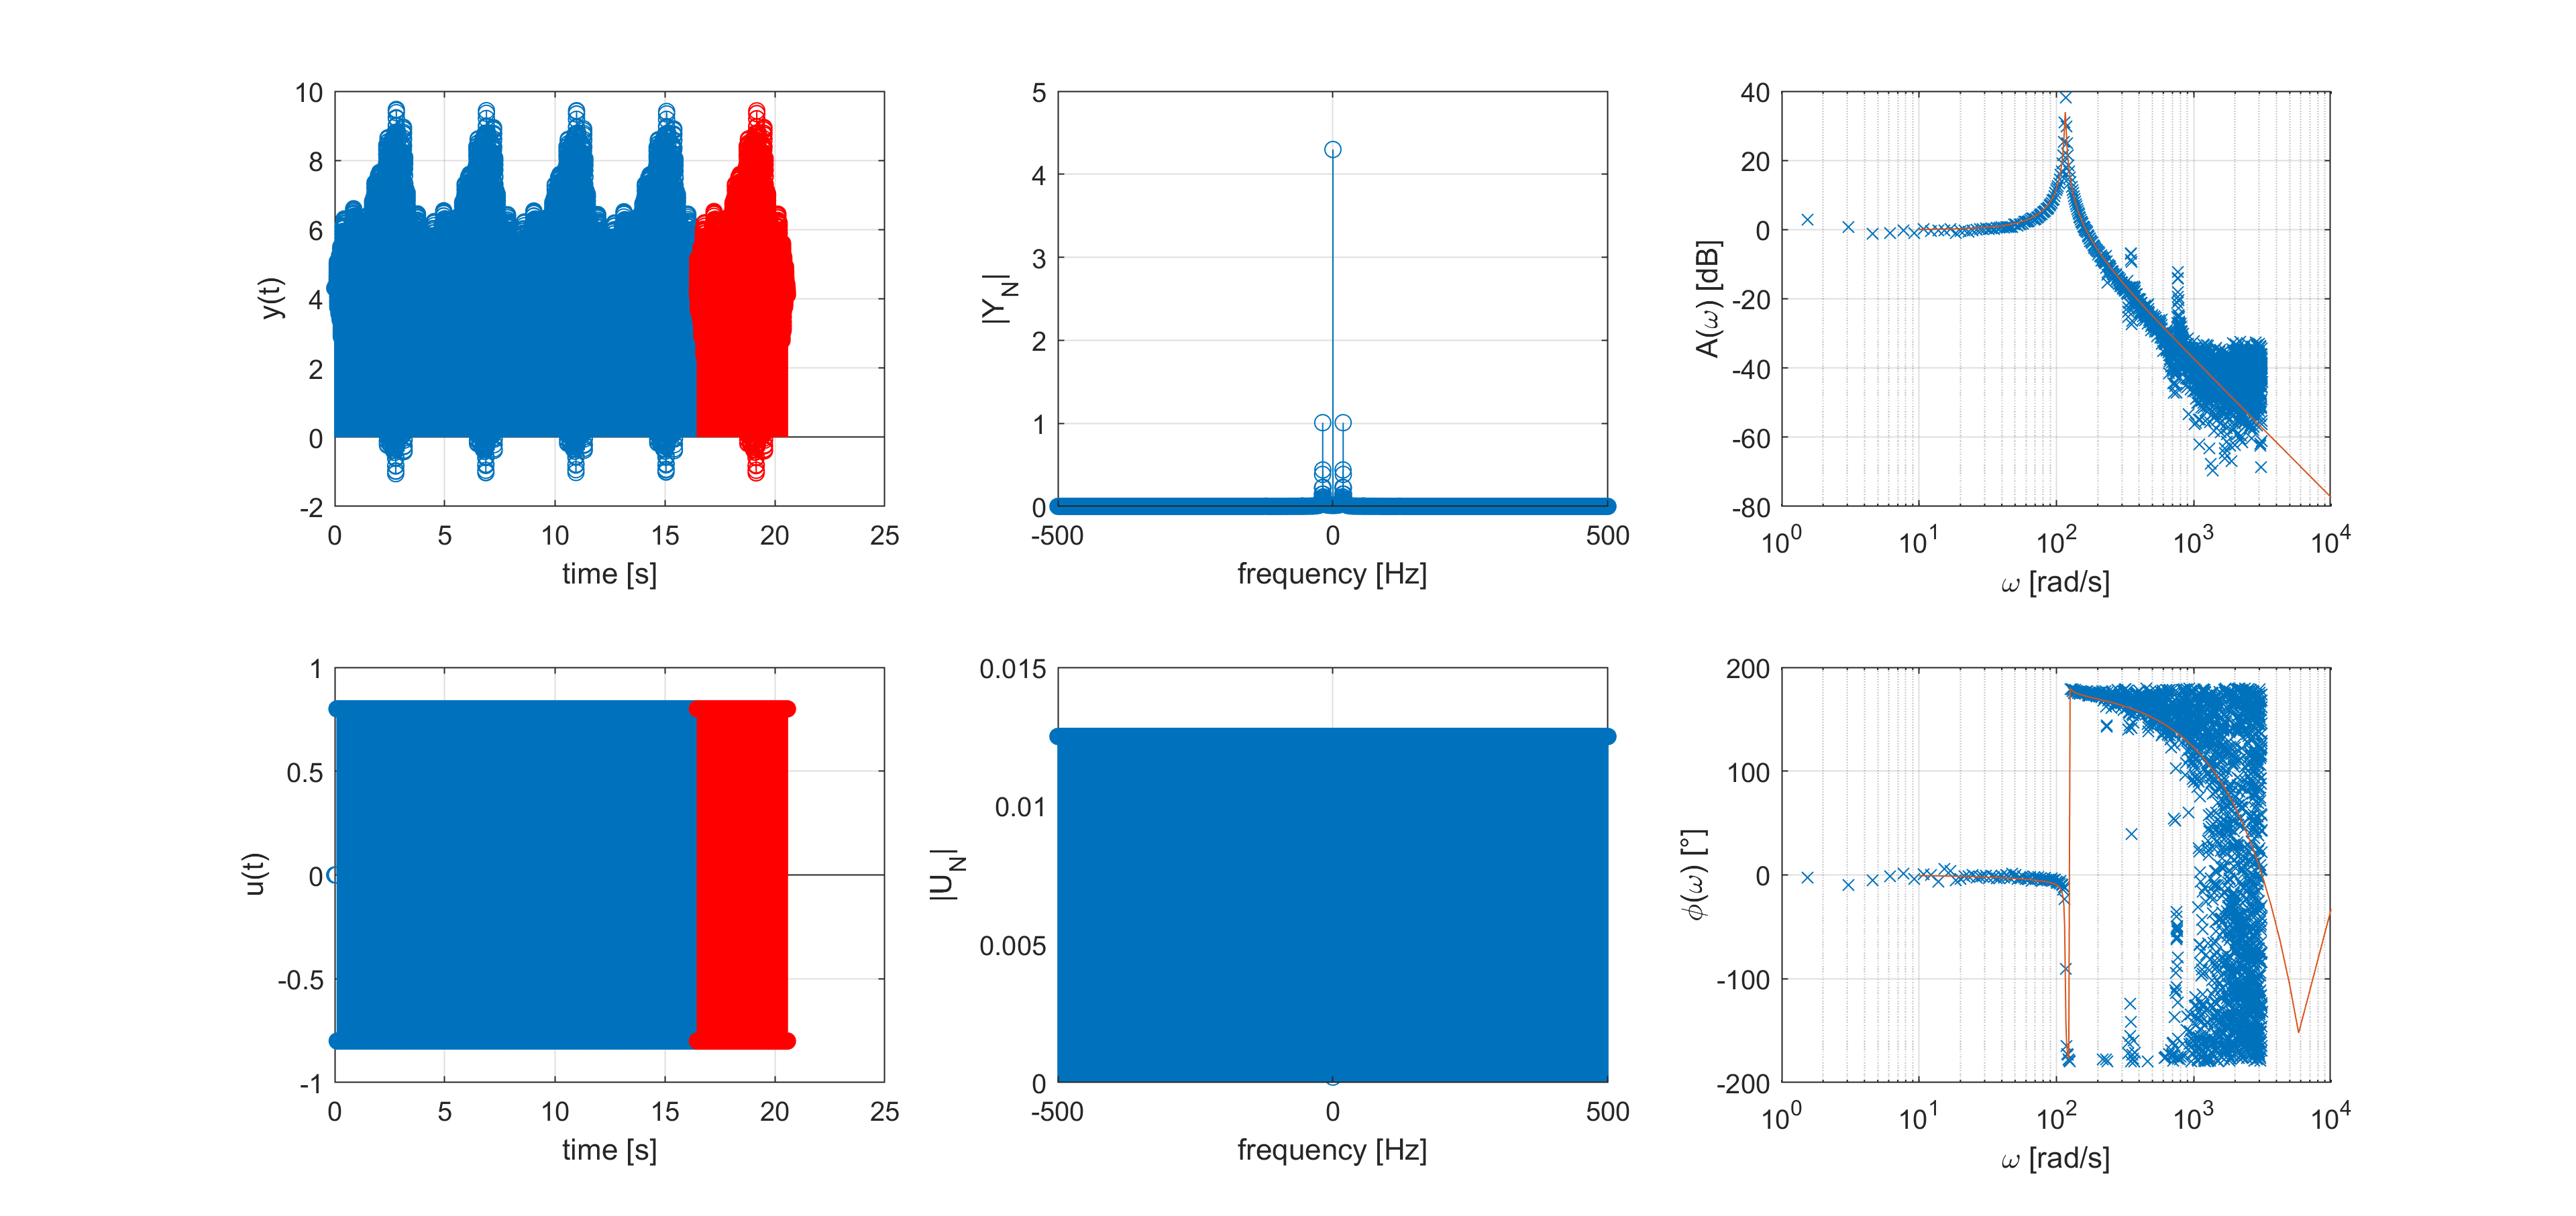 10
8
6
4
2
0
-2
y(t)
0 5 10 15 20 25
time [s]
5
4
3
2
1
0
|Y_N|
-500 0 500
frequency [Hz]
40
20
0
-20
-40
-60
-80
A(ω) [dB]
10^0 10^1 10^2 10^3 10^4
ω [rad/s]
1
0.5
0
-0.5
-1
u(t)
0 5 10 15 20 25
time [s]
0.015
0.01
0.005
0
|U_N|
-500 0 500
frequency [Hz]
200
100
0
-100
-200
ϕ(ω) [°]
10^0 10^1 10^2 10^3 10^4
ω [rad/s]